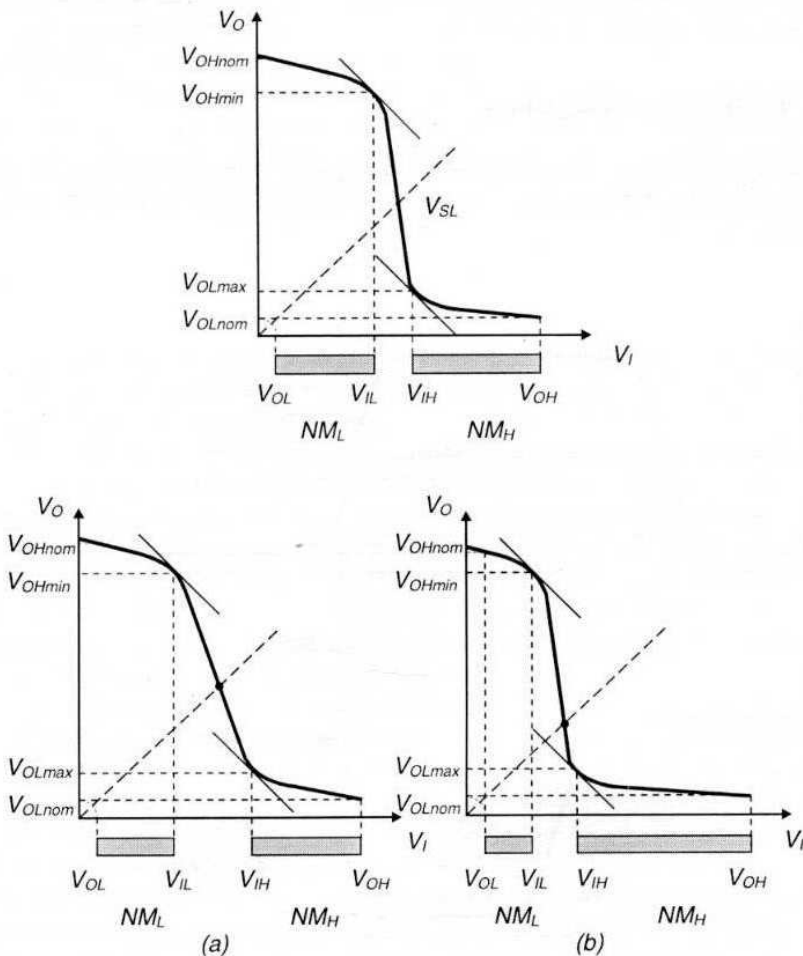 V_O
V_OHnom
V_OHmin
V_SL
V_OLmax
V_OLnom
V_I
V_OL V_IL V_IH V_OH
NM_L NM_H
V_O
V_OHnom
V_OHmin
V_OLmax
V_OLnom
V_I
V_OL V_IL V_IH V_OH
NM_L NM_H
(a)
V_O
V_OHnom
V_OHmin
V_OLmax
V_OLnom
V_I
V_OL V_IL V_IH V_OH
NM_L NM_H
(b)